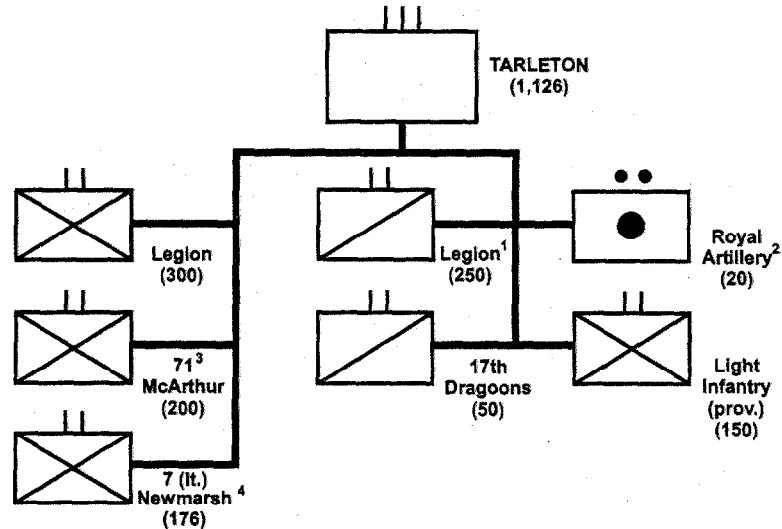 TARLETON
(1,126)
Legion
(300)
Legion1
(250)
Royal
Artillery2
(20)
713
McArthur
(200)
17th
Dragoons
(50)
Light
Infantry
(prov.)
(150)
7 (lt.)
Newmarsh 4
(176)